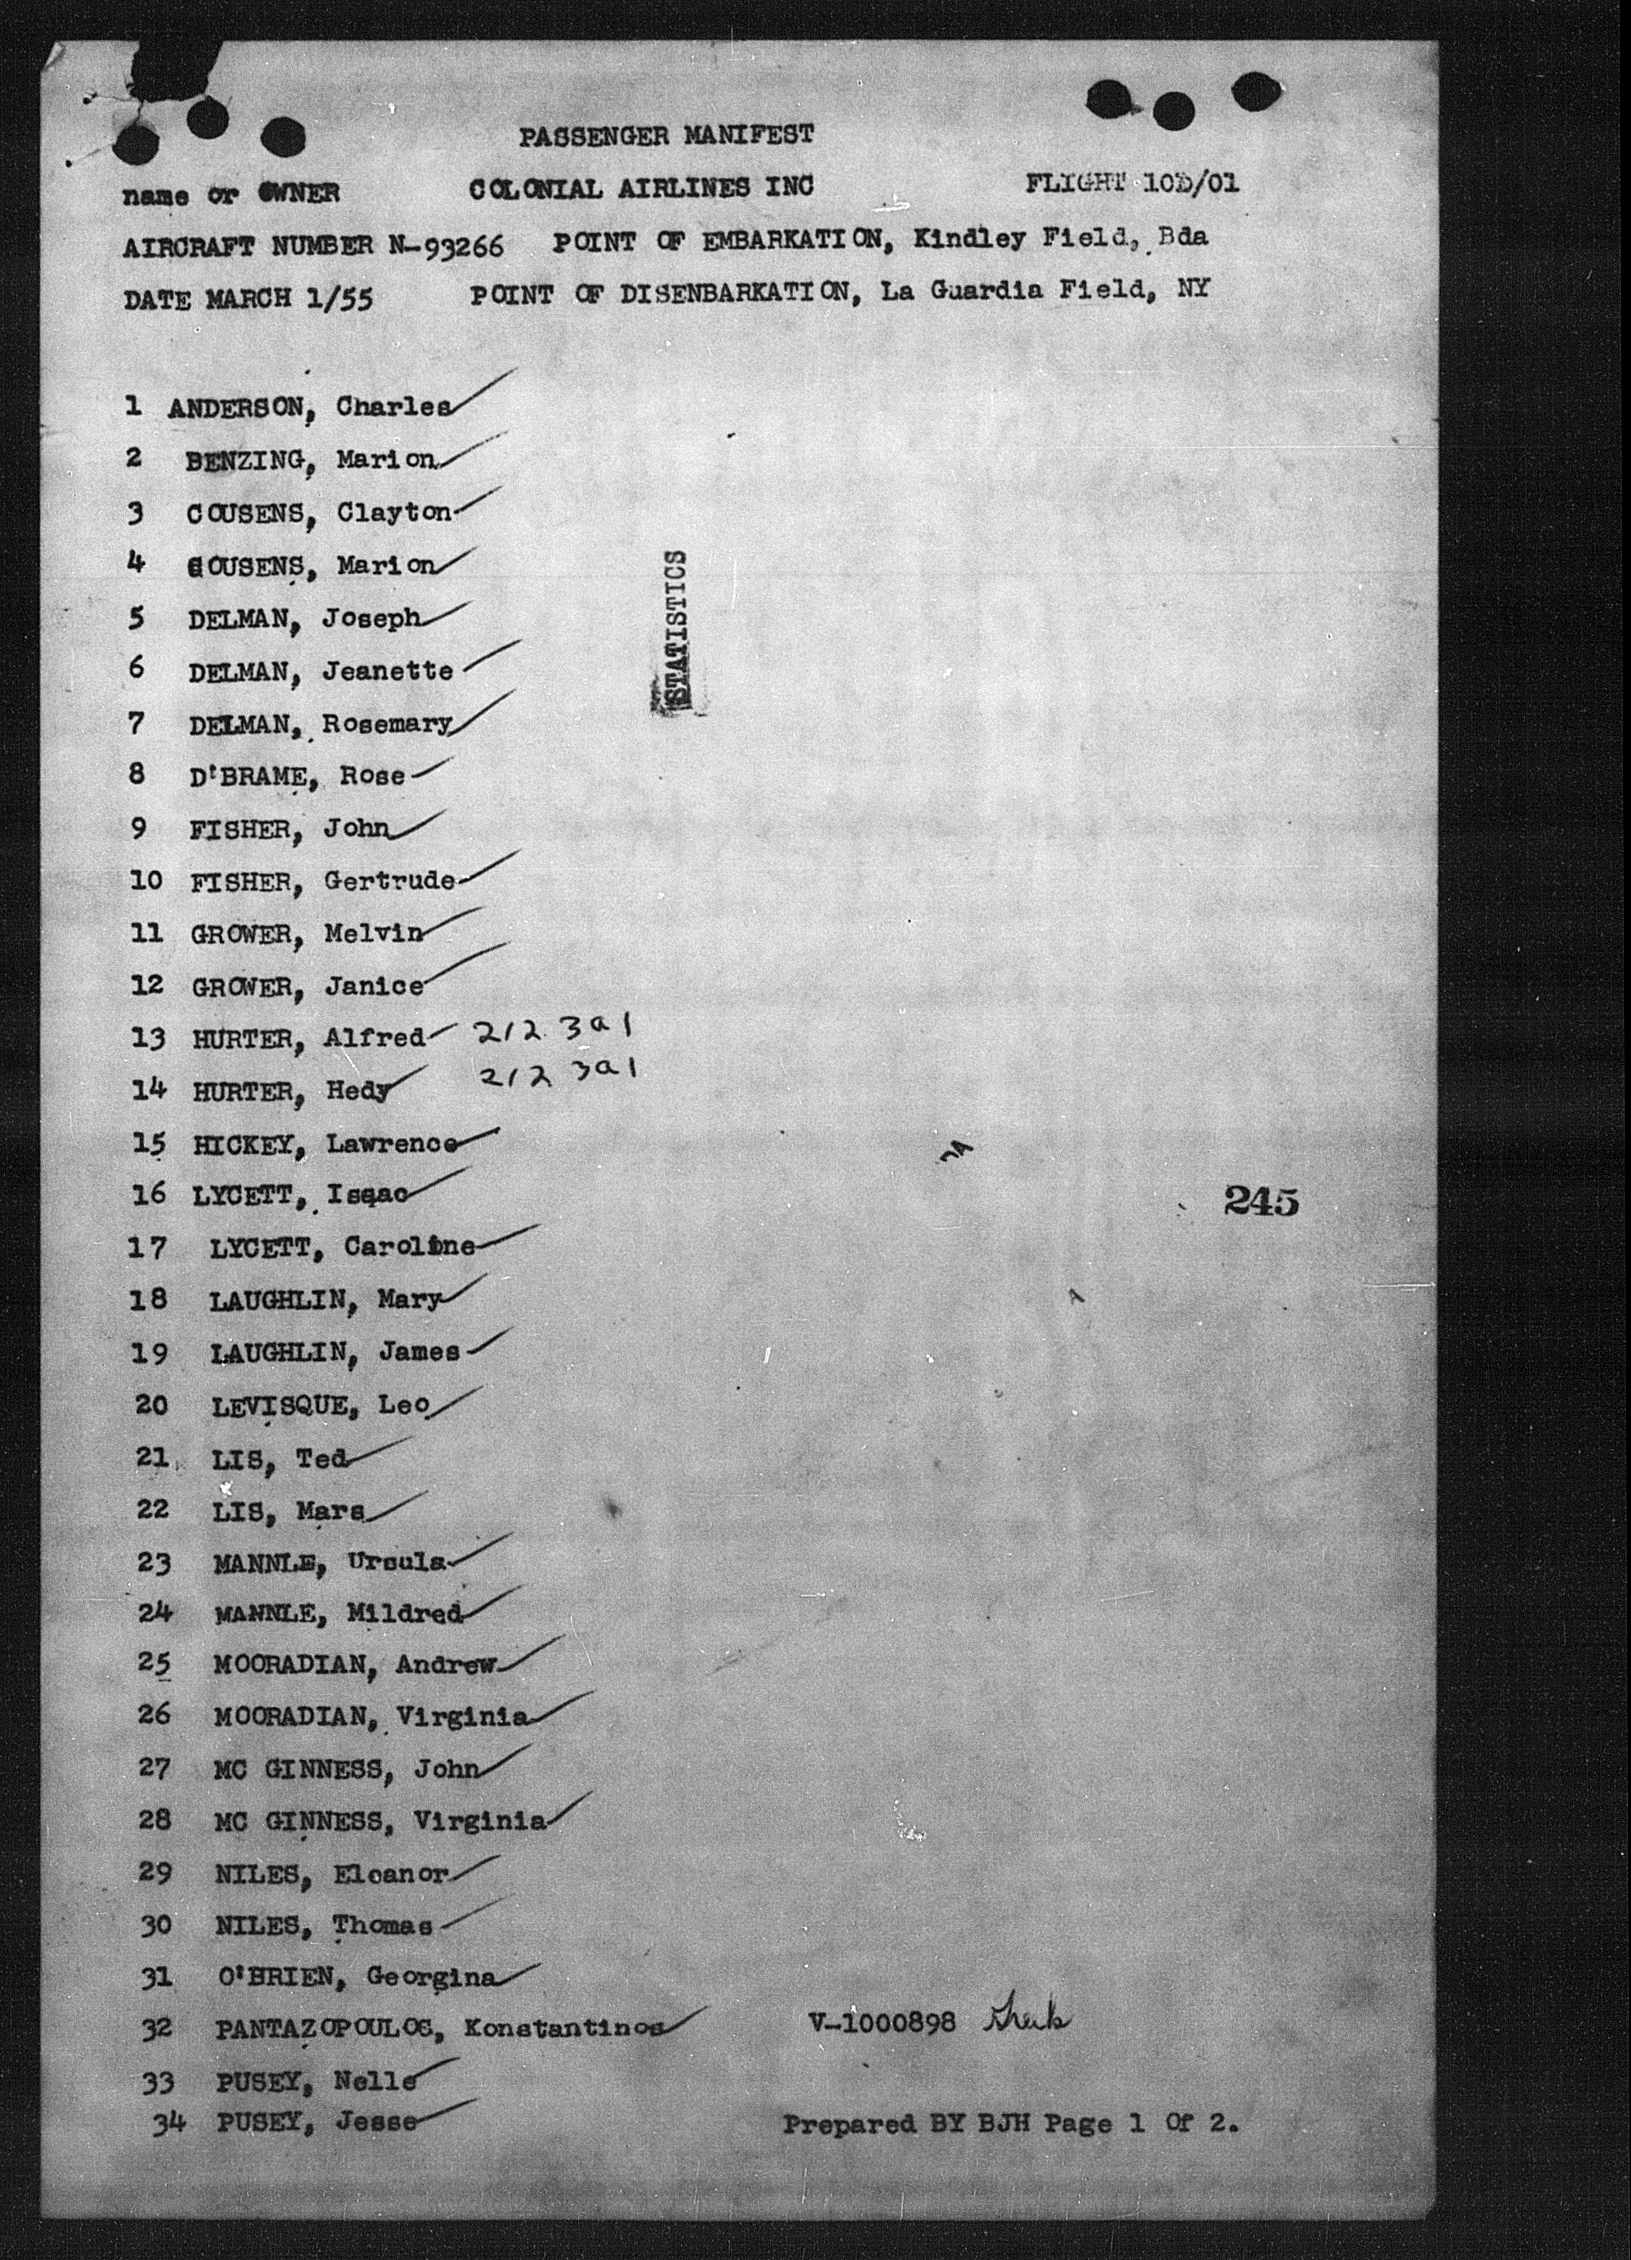 PASSENGER MANIFEST
name or OWNER COLONIAL AIRLINES INC FLIGHT 10D/01
AIRCRAFT NUMBER N-93266 POINT OF EMBARKATION, Kindley Field, Bda
DATE MARCH 1/55 POINT OF DISENBARKATION, La Guardia Field, NY
1 ANDERSON, Charles
2 BENZING, Marion
3 COUSENS, Clayton
4 COUSENS, Marion
5 DELMAN, Joseph
6 DELMAN, Jeanette
STATISTICS
7 DELMAN, Rosemary
8 D'BRAME, Rose
9 FISHER, John
10 FISHER, Gertrude
11 GROWER, Melvin
12 GROWER, Janice
13 HURTER, Alfred 212 3a1
14 HURTER, Hedy 212 3a1
15 HICKEY, Lawrence
16 LYCETT, Isaac
245
17 LYCETT, Caroline
18 LAUGHLIN, Mary
19 LAUGHLIN, James
20 LEVISQUE, Leo
21 LIS, Ted
22 LIS, Mara
23 MANNLE, Ursula
24 MANNLE, Mildred
25 MOORADIAN, Andrew
26 MOORADIAN, Virginia
27 MC GINNESS, John
28 MC GINNESS, Virginia
29 NILES, Eleanor
30 NILES, Thomas
31 O'BRIEN, Georgina
32 PANTAZOPOULOS, Konstantinos V-1000898
33 PUSEY, Nelle
34 PUSEY, Jesse Prepared BY BJH Page 1 Of 2.